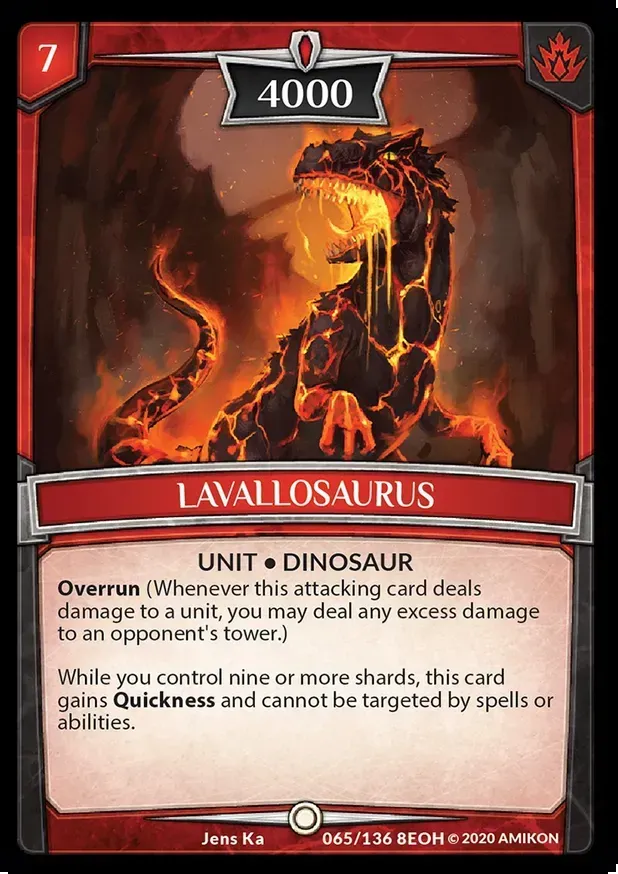 7
4000
LAVALLOSAURUS
UNIT • DINOSAUR
Overrun (Whenever this attacking card deals
damage to a unit, you may deal any excess damage
to an opponent's tower.)
While you control nine or more shards, this card
gains Quickness and cannot be targeted by spells or
abilities.
Jens Ka 065/136 8EOH © 2020 AMIKON